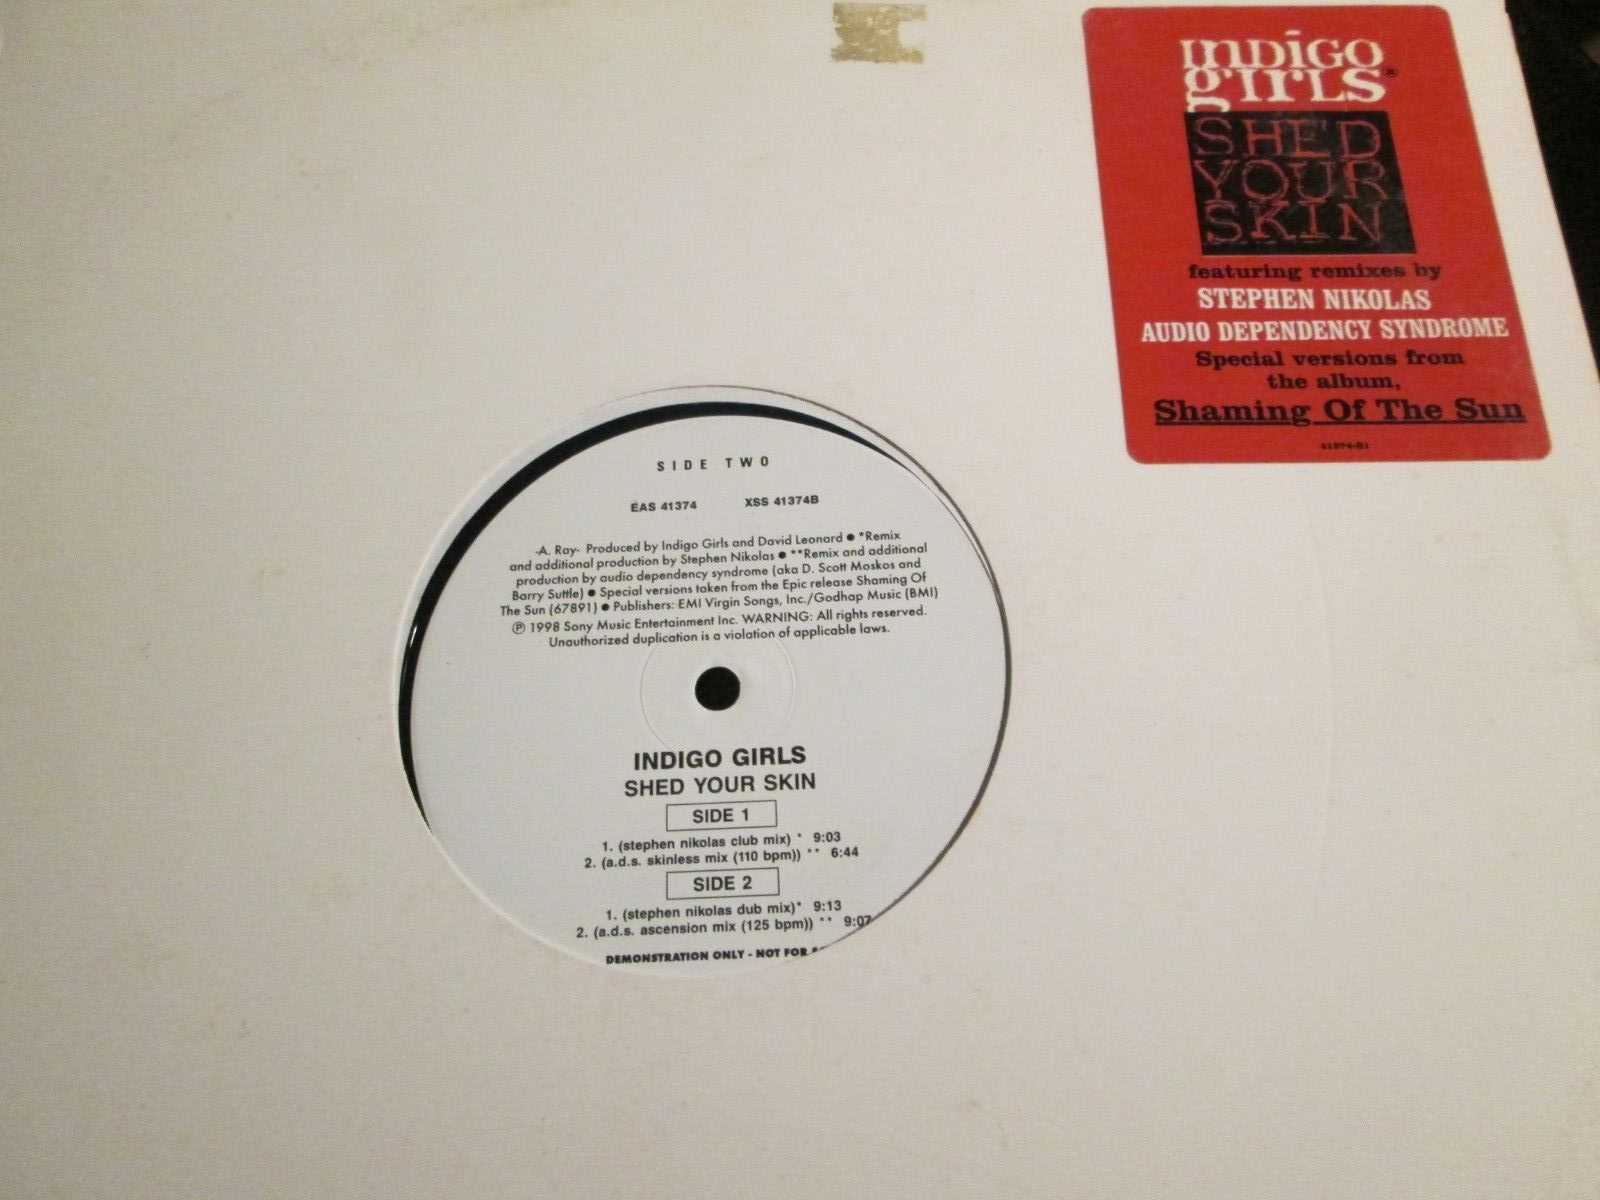 indigo
girls®
SHED
YOUR
SKIN
featuring remixes by
STEPHEN NIKOLAS
AUDIO DEPENDENCY SYNDROME
Special versions from
the album,
Shaming Of The Sun
SIDE TWO
EAS 41374 XSS 41374B
-A. Ray- Produced by Indigo Girls and David Leonard ● *Remix
and additional production by Stephen Nikolas ● **Remix and additional
production by audio dependency syndrome (aka D. Scott Moskos and
Barry Suttle) ● Special versions taken from the Epic release Shaming Of
The Sun (67891) ● Publishers: EMI Virgin Songs, Inc./Godhap Music (BMI)
℗ 1998 Sony Music Entertainment Inc. WARNING: All rights reserved.
Unauthorized duplication is a violation of applicable laws.
INDIGO GIRLS
SHED YOUR SKIN
SIDE 1
1. (stephen nikolas club mix) * 9:03
2. (a.d.s. skinless mix (110 bpm)) ** 6:44
SIDE 2
1. (stephen nikolas dub mix)* 9:13
2. (a.d.s. ascension mix (125 bpm)) ** 9:07
DEMONSTRATION ONLY - NOT FOR